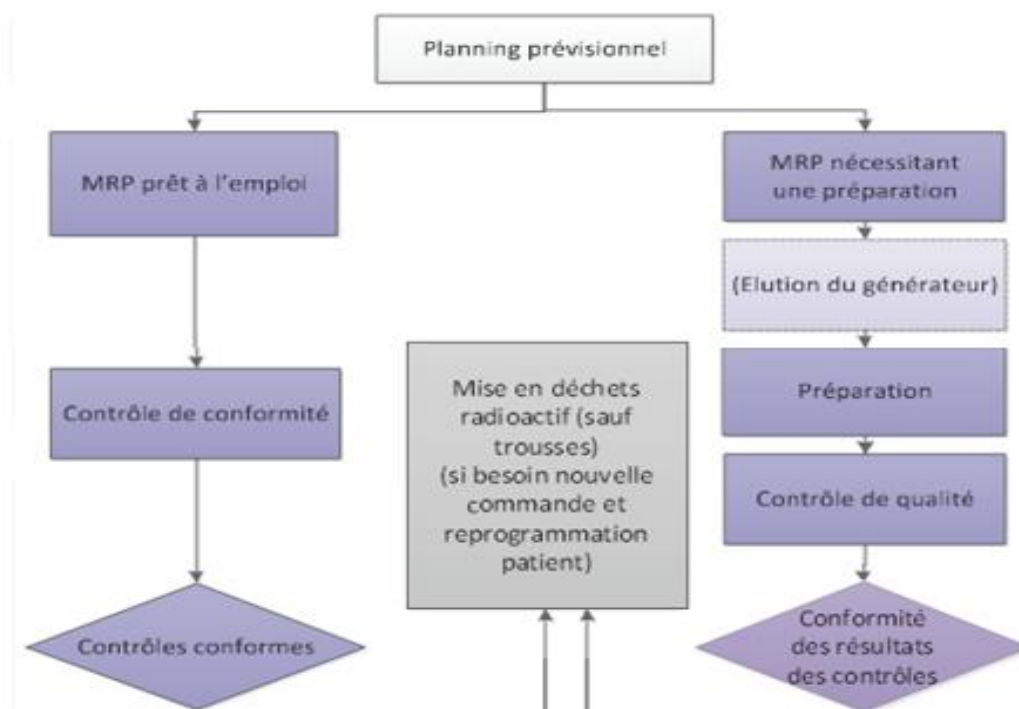 Planning prévisionnel
MRP prêt à l'emploi
MRP nécessitant
une préparation
(Elution du générateur)
Mise en déchets
radioactif (sauf
trousses)
(si besoin nouvelle
commande et
reprogrammation
patient)
Préparation
Contrôle de conformité
Contrôle de qualité
Contrôles conformes
Conformité
des résultats
des contrôles